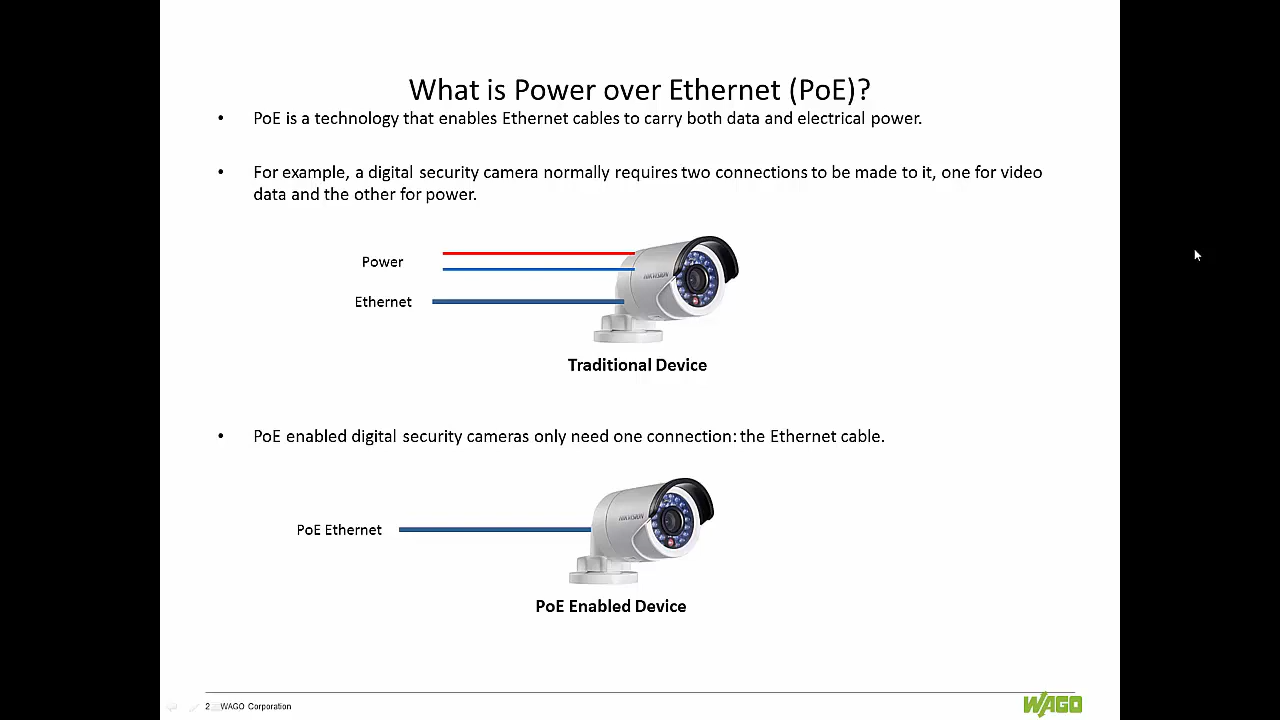 What is Power over Ethernet (PoE)?
• PoE is a technology that enables Ethernet cables to carry both data and electrical power.
• For example, a digital security camera normally requires two connections to be made to it, one for video
data and the other for power.
Power
HIKVISION
Ethernet
Traditional Device
• PoE enabled digital security cameras only need one connection: the Ethernet cable.
HIKVISION
PoE Ethernet
PoE Enabled Device
2 WAGO Corporation
WAGO